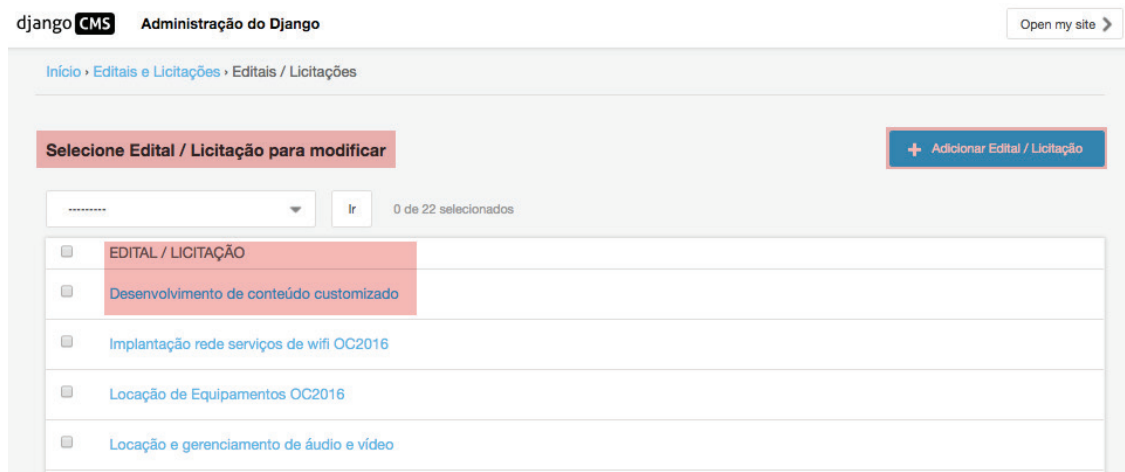 django CMS Administração do Django Open my site
Início › Editais e Licitações › Editais / Licitações
Selecione Edital / Licitação para modificar
+ Adicionar Edital / Licitação
--------- Ir 0 de 22 selecionados
EDITAL / LICITAÇÃO
Desenvolvimento de conteúdo customizado
Implantação rede serviços de wifi OC2016
Locação de Equipamentos OC2016
Locação e gerenciamento de áudio e vídeo